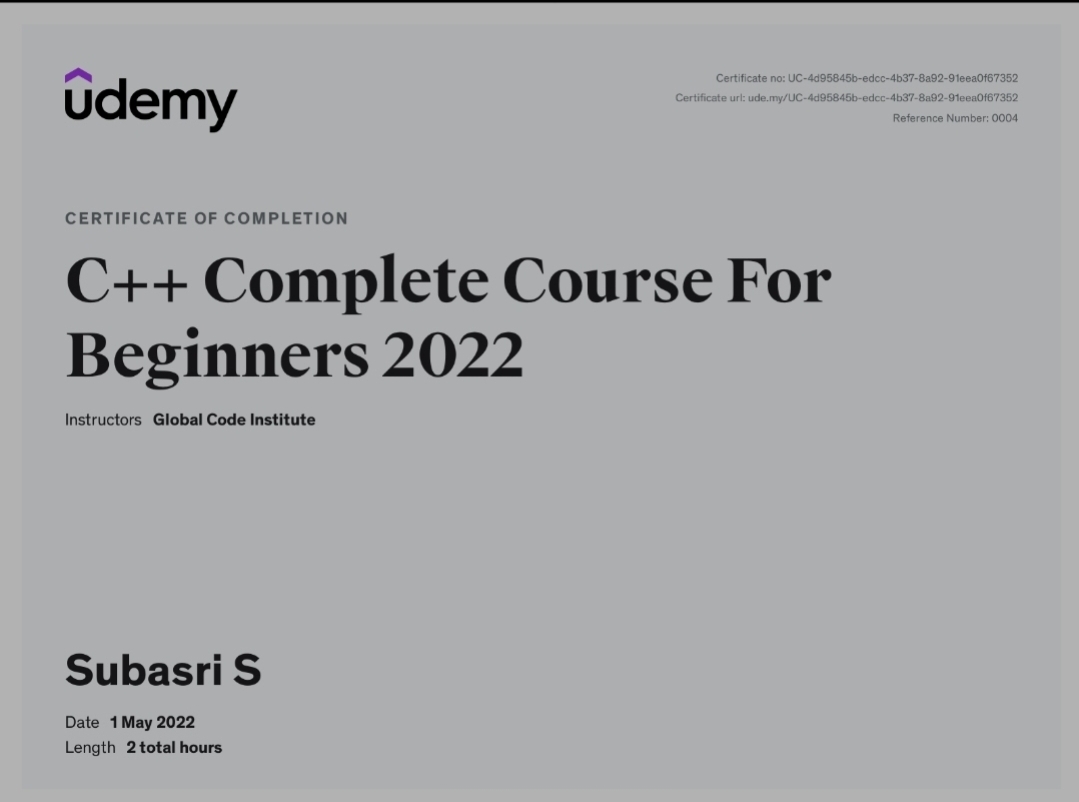 udemy
Certificate no: UC-4d95845b-edcc-4b37-8a92-91eea0f67352
Certificate url: ude.my/UC-4d95845b-edcc-4b37-8a92-91eea0f67352
Reference Number: 0004
CERTIFICATE OF COMPLETION
C++ Complete Course For
Beginners 2022
Instructors Global Code Institute
Subasri S
Date 1 May 2022
Length 2 total hours